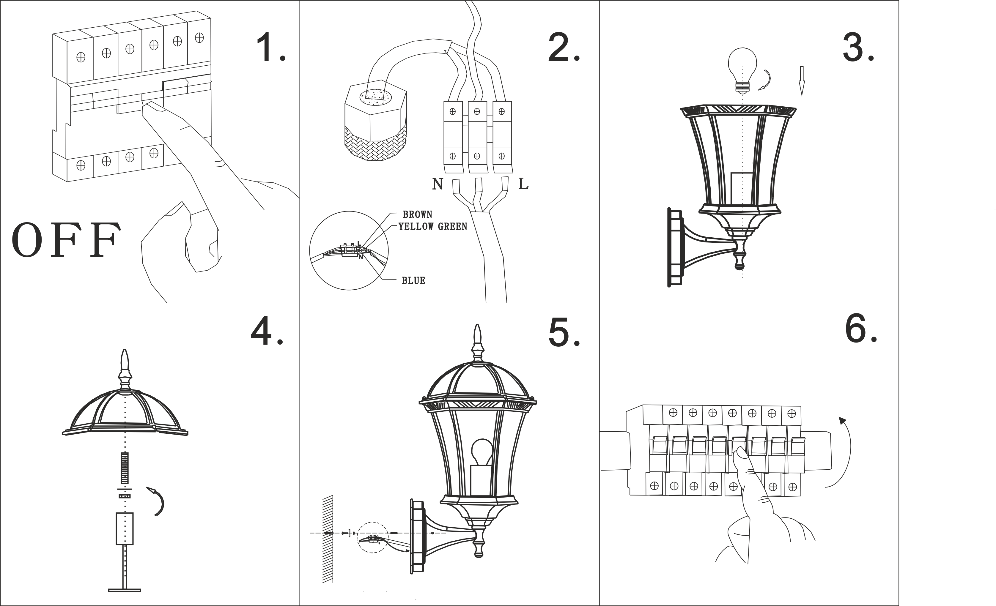 1.
OFF
2.
N L
BROWN
YELLOW GREEN
BLUE
3.
4.
5.
6.